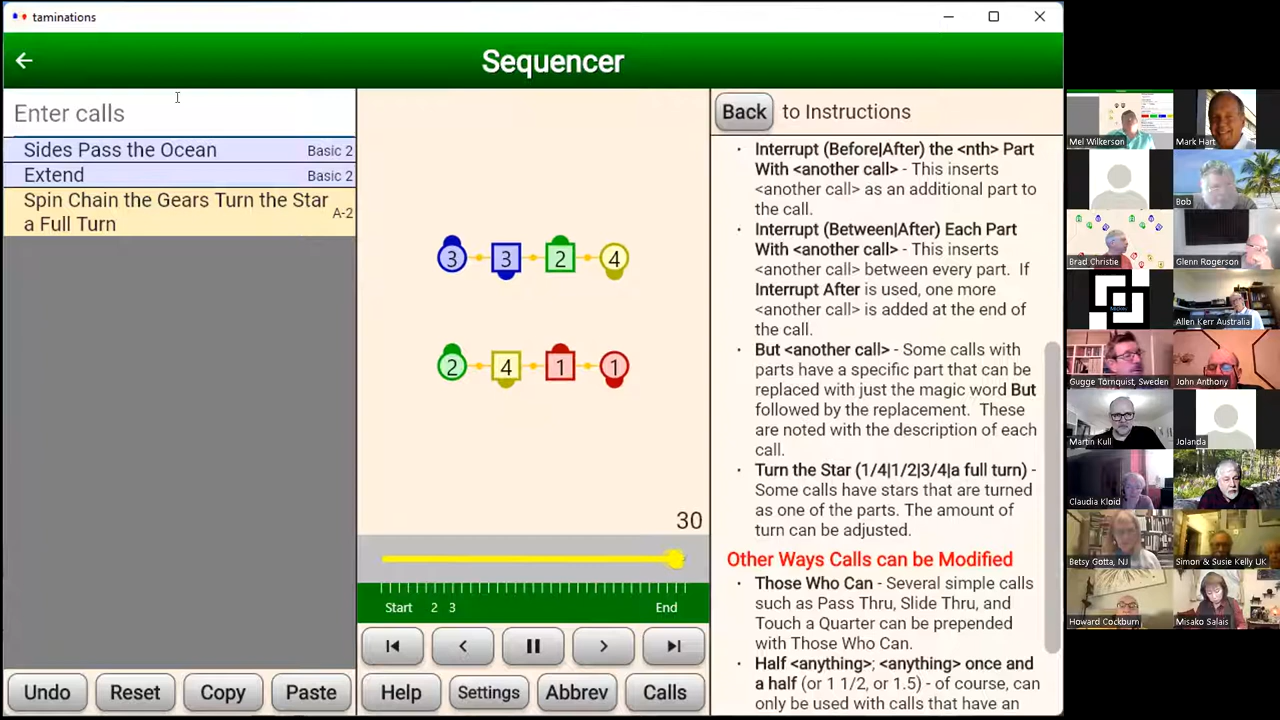 taminations
Sequencer
Enter calls
Sides Pass the Ocean Basic 2
Extend Basic 2
Spin Chain the Gears Turn the Star
a Full Turn A-2
3 3 2 4
2 4 1 1
30
Start 2 3 End
Undo Reset Copy Paste
Help Settings Abbrev Calls
Back to Instructions
Interrupt (Before|After) the <nth> Part
With <another call> - This inserts
<another call> as an additional part to
the call.
Interrupt (Between|After) Each Part
With <another call> - This inserts
<another call> between every part. If
Interrupt After is used, one more
<another call> is added at the end of
the call.
But <another call> - Some calls with
parts have a specific part that can be
replaced with just the magic word But
followed by the replacement. These
are noted with the description of each
call.
Turn the Star (1/4|1/2|3/4|a full turn) -
Some calls have stars that are turned
as one of the parts. The amount of
turn can be adjusted.
Other Ways Calls can be Modified
Those Who Can - Several simple calls
such as Pass Thru, Slide Thru, and
Touch a Quarter can be prepended
with Those Who Can.
Half <anything>; <anything> once and
a half (or 1 1/2, or 1.5) - of course, can
only be used with calls that have an
Mel Wilkerson
Mark Hart
Bob
Brad Christie
Glenn Rogerson
Allen Kerr Australia
Gugge Törnquist, Sweden
John Anthony
Martin Kull
Jolanda
Claudia Kloid
Betsy Gotta, NJ
Simon & Susie Kelly UK
Howard Cockburn
Misako Salais